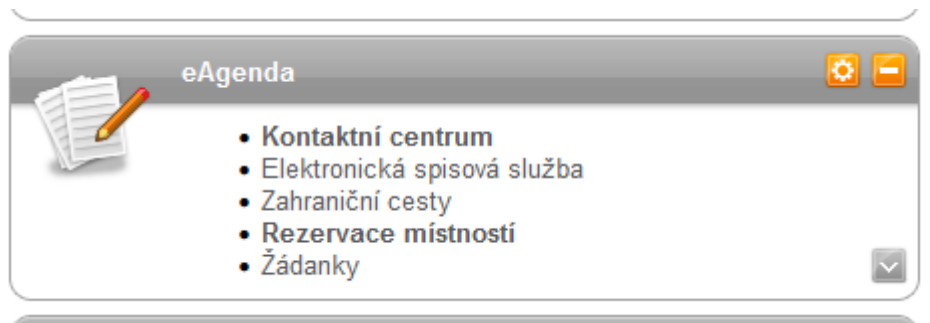 eAgenda
Kontaktní centrum
Elektronická spisová služba
Zahraniční cesty
Rezervace místností
Žádanky